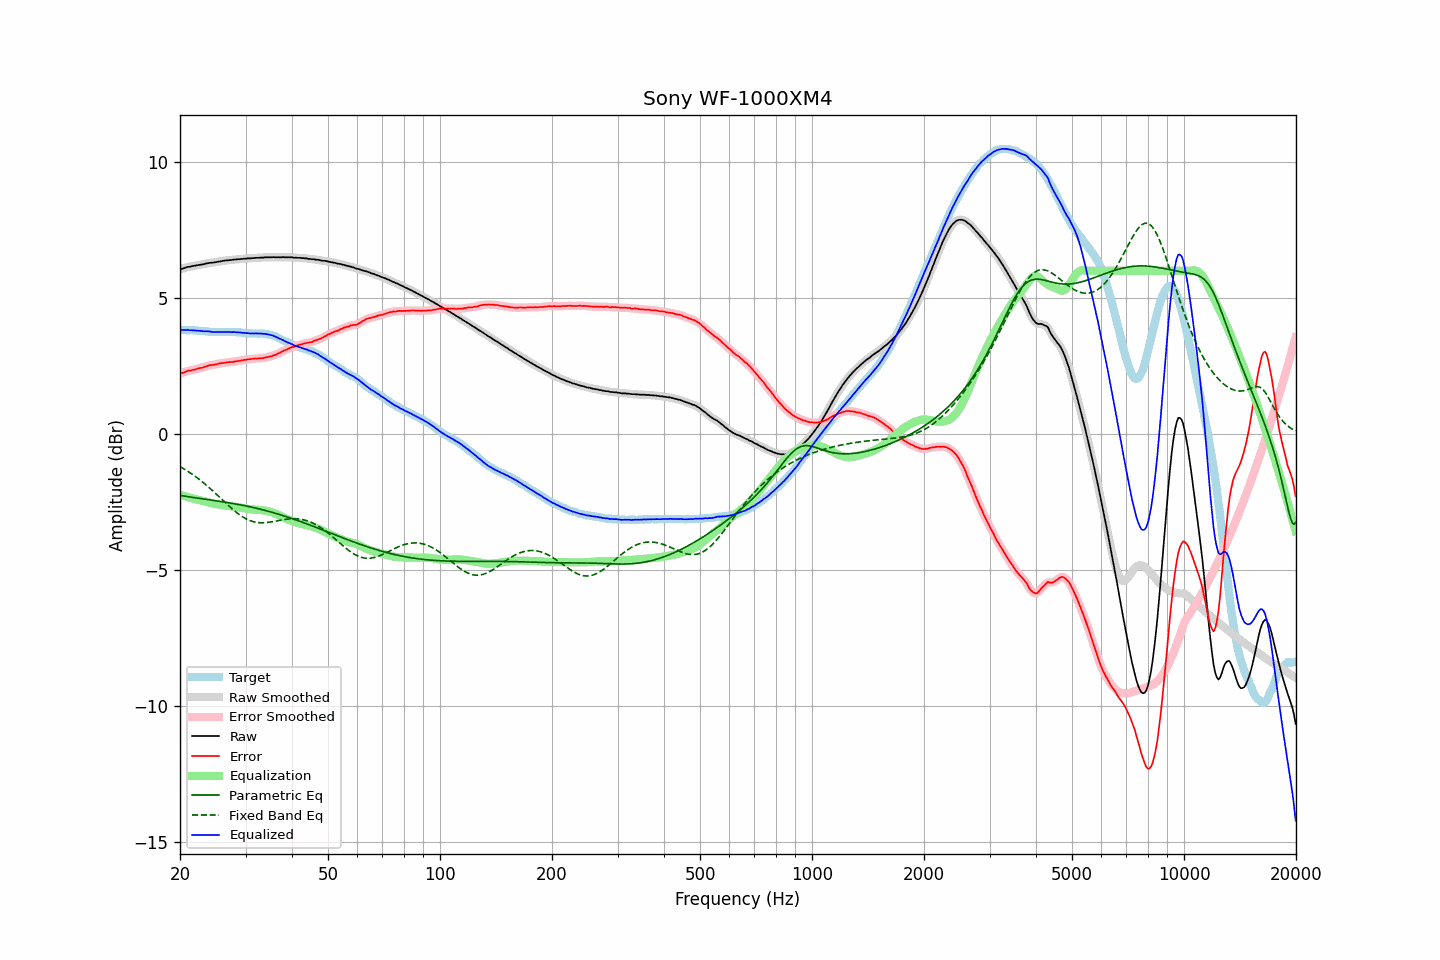 Sony WF-1000XM4
Amplitude (dBr)
10
5
0
−5
−10
−15
Target
Raw Smoothed
Error Smoothed
Raw
Error
Equalization
Parametric Eq
Fixed Band Eq
Equalized
20 50 100 200 500 1000 2000 5000 10000 20000
Frequency (Hz)